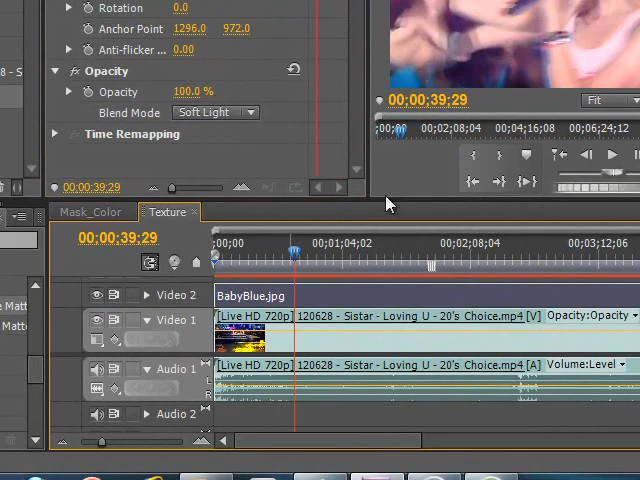 Rotation 0.0
Anchor Point 1296.0 972.0
Anti-flicker ... 0.00
fx Opacity
Opacity 100.0 %
Blend Mode Soft Light
Time Remapping
8 - S
00;00;39;29
00;00;39;29 Fit
;00;00 00;02;08;04 00;04;16;08 00;06;24;12
Mask_Color Texture ×
00;00;39;29
;00;00 00;01;04;02 00;02;08;04 00;03;12;06
Video 2 BabyBlue.jpg
e Matt
Matte
Video 1 [Live HD 720p] 120628 - Sistar - Loving U - 20's Choice.mp4 [V] Opacity:Opacity
Audio 1 [Live HD 720p] 120628 - Sistar - Loving U - 20's Choice.mp4 [A] Volume:Level
L
R
Audio 2